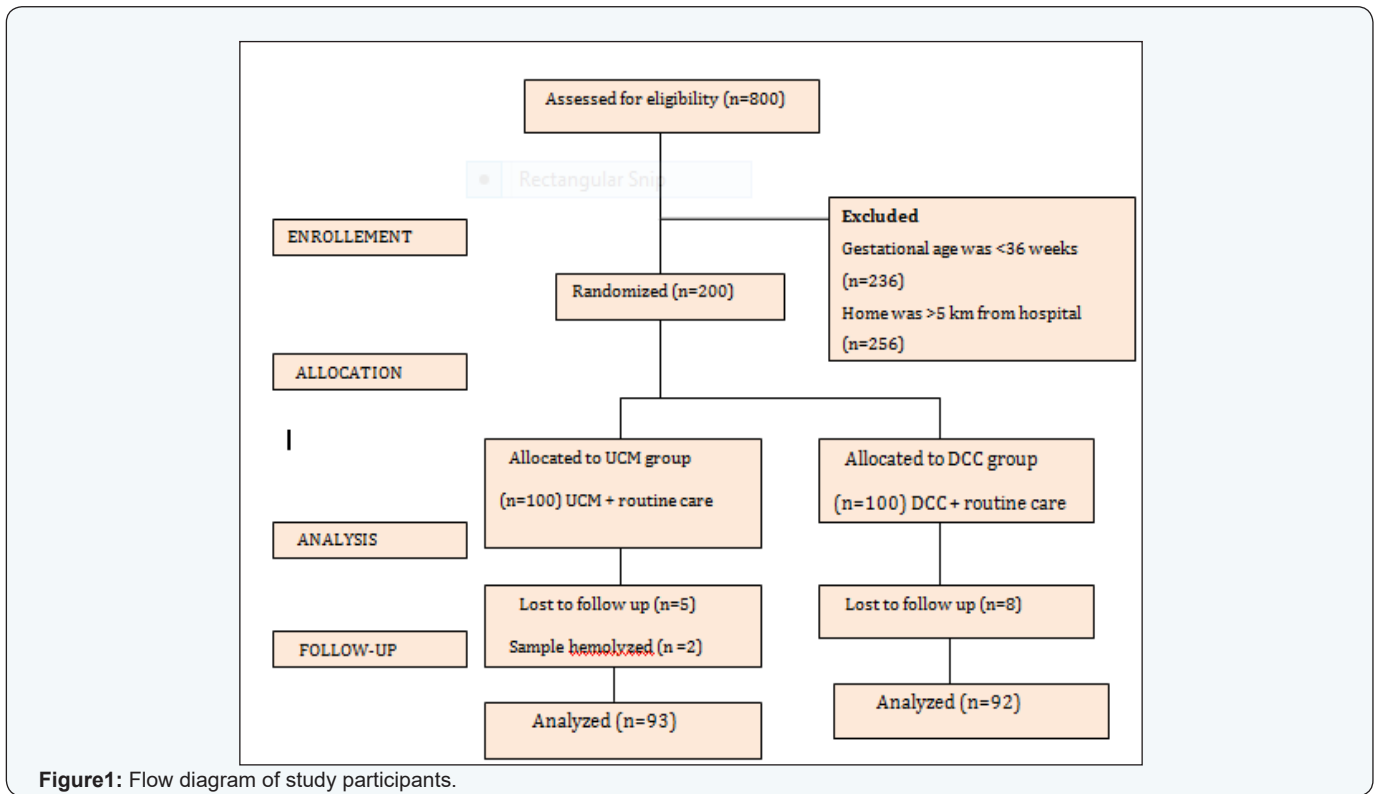 Assessed for eligibility (n=800)
Rectangular Snip
Excluded
Gestational age was <36 weeks
(n=236)
Home was >5 km from hospital
(n=256)
ENROLLEMENT
Randomized (n=200)
ALLOCATION
Allocated to UCM group
(n=100) UCM + routine care
Allocated to DCC group
(n=100) DCC + routine care
ANALYSIS
Lost to follow up (n=5)
Sample hemolyzed (n =2)
Lost to follow up (n=8)
FOLLOW-UP
Analyzed (n=93)
Analyzed (n=92)
Figure1: Flow diagram of study participants.